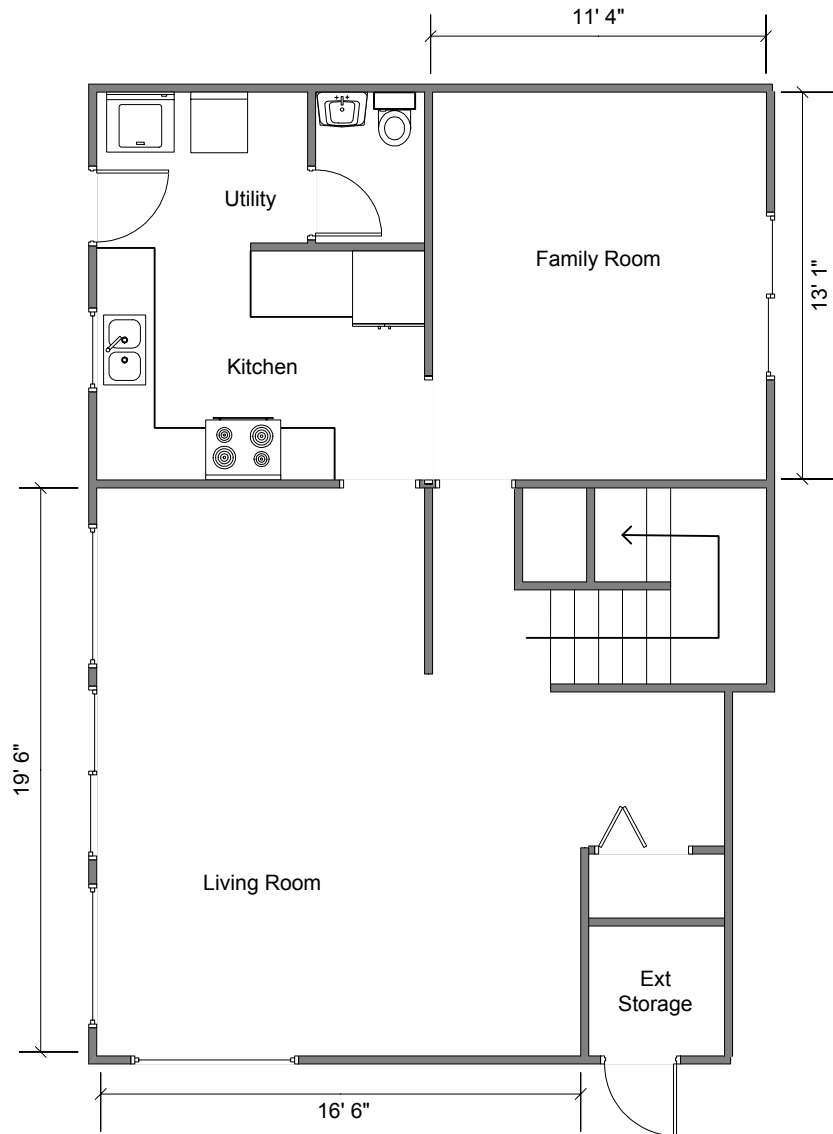 11' 4"
Utility
Family Room
13' 1"
Kitchen
19' 6"
Living Room
Ext
Storage
16' 6"